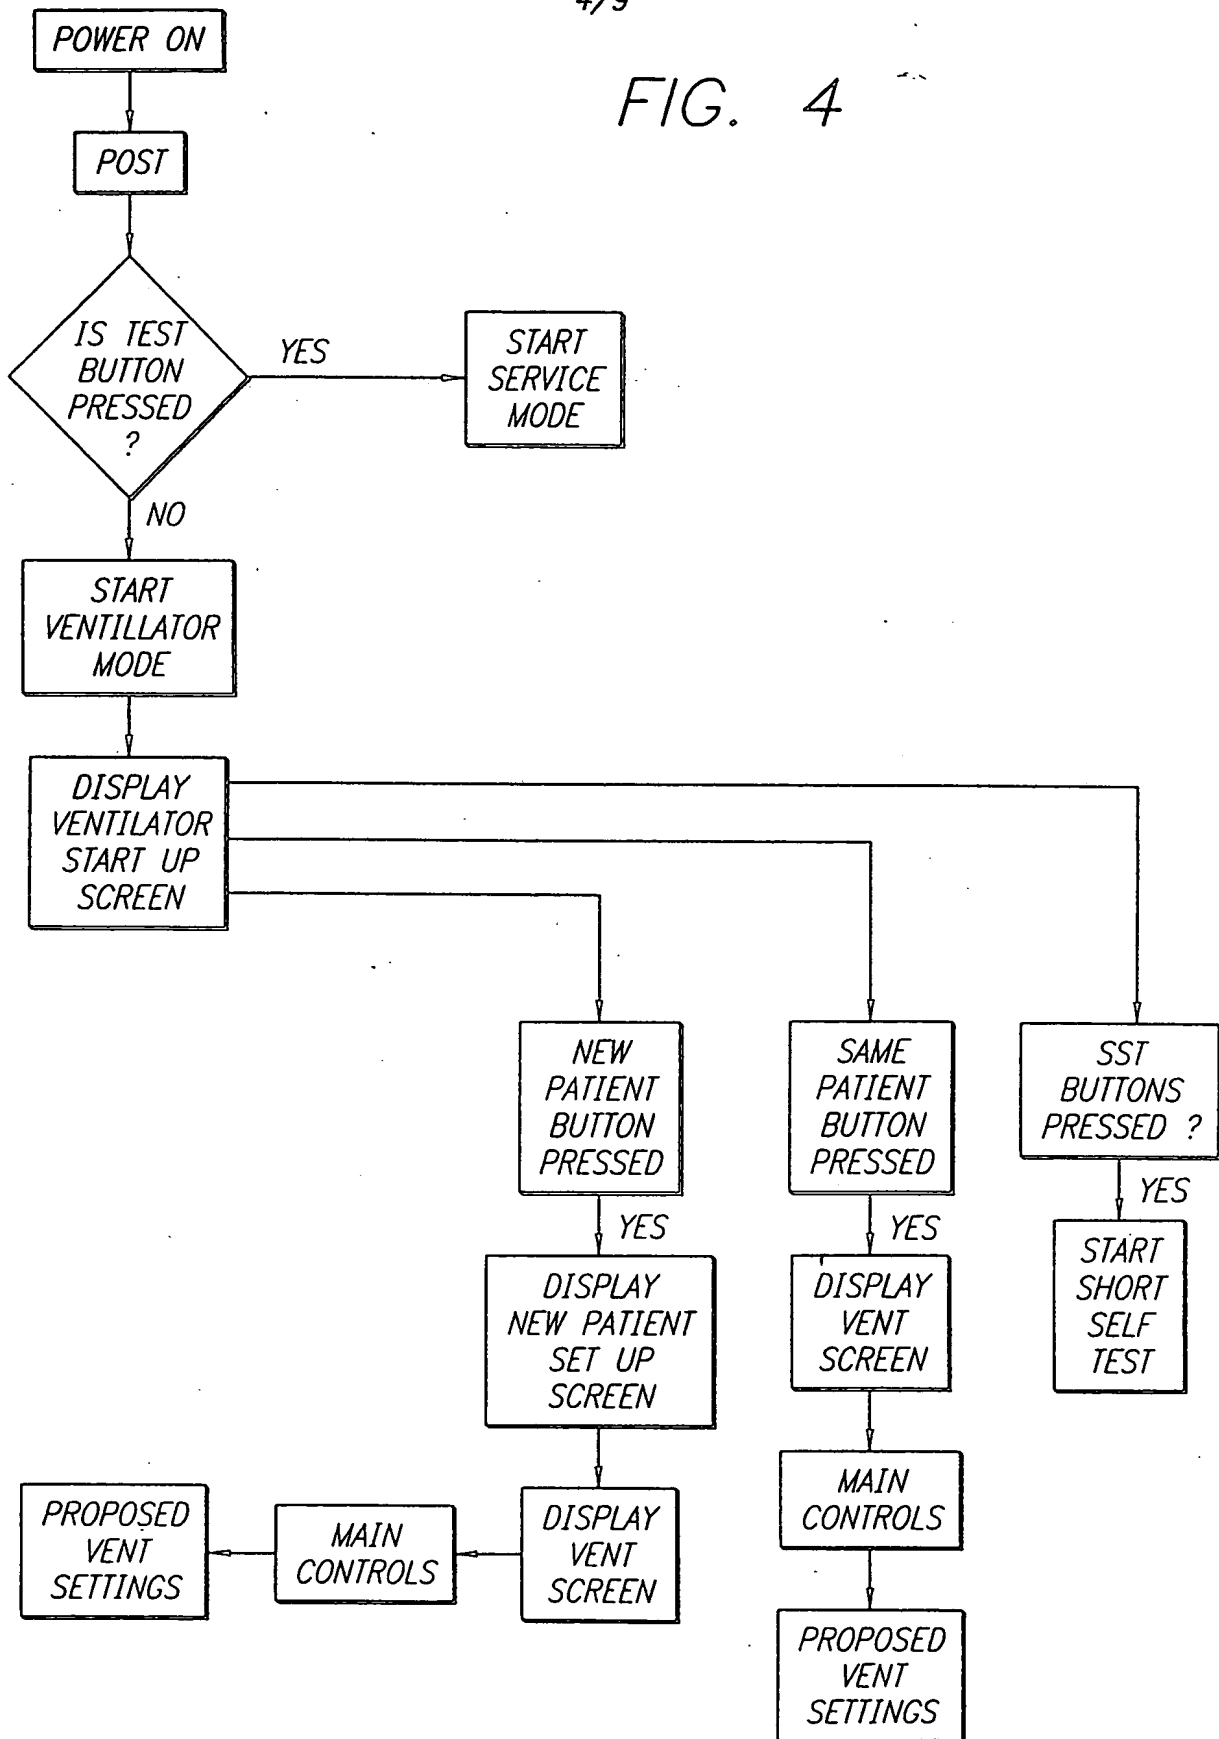 4/9
FIG. 4
POWER ON
POST
IS TEST
BUTTON
PRESSED
?
YES
START
SERVICE
MODE
NO
START
VENTILLATOR
MODE
DISPLAY
VENTILATOR
START UP
SCREEN
NEW
PATIENT
BUTTON
PRESSED
SAME
PATIENT
BUTTON
PRESSED
SST
BUTTONS
PRESSED ?
YES
YES
YES
DISPLAY
NEW PATIENT
SET UP
SCREEN
DISPLAY
VENT
SCREEN
START
SHORT
SELF
TEST
PROPOSED
VENT
SETTINGS
MAIN
CONTROLS
DISPLAY
VENT
SCREEN
MAIN
CONTROLS
PROPOSED
VENT
SETTINGS